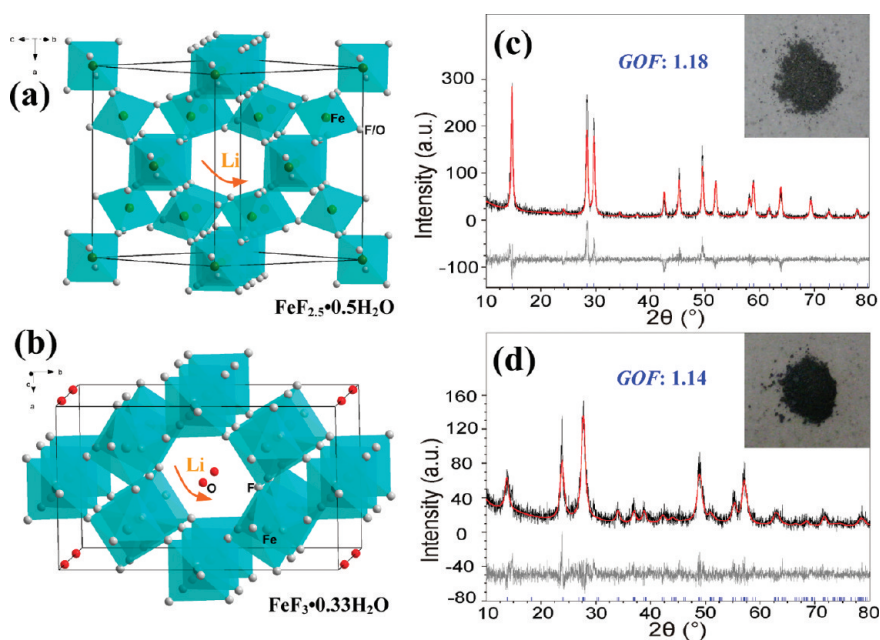 c b
a
(a)
Fe
F/O
Li
FeF2.5•0.5H2O
(b)
b
c
a
Li
O
F
Fe
FeF3•0.33H2O
(c)
GOF: 1.18
Intensity (a.u.)
300
200
100
0
-100
10 20 30 40 50 60 70 80
2θ (°)
(d)
GOF: 1.14
Intensity (a.u.)
160
120
80
40
0
-40
-80
10 20 30 40 50 60 70 80
2θ (°)